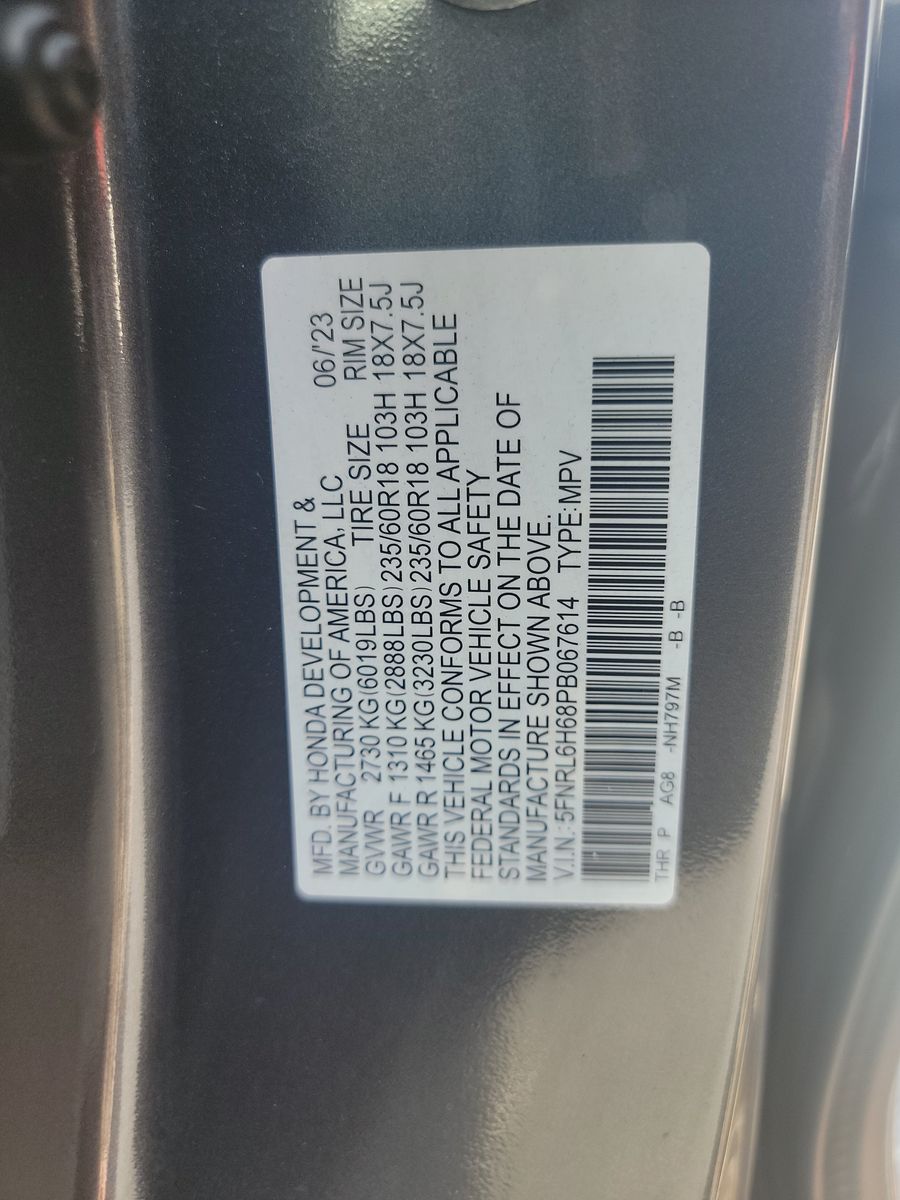 MFD. BY HONDA DEVELOPMENT & 06/'23
MANUFACTURING OF AMERICA, LLC
GVWR 2730 KG(6019LBS) TIRE SIZE RIM SIZE
GAWR F 1310 KG(2888LBS)235/60R18 103H 18X7.5J
GAWR R 1465 KG(3230LBS)235/60R18 103H 18X7.5J
THIS VEHICLE CONFORMS TO ALL APPLICABLE
FEDERAL MOTOR VEHICLE SAFETY
STANDARDS IN EFFECT ON THE DATE OF
MANUFACTURE SHOWN ABOVE.
V.I.N.:5FNRL6H68PB067614 TYPE:MPV
THR P AG8 -NH797M -B -B